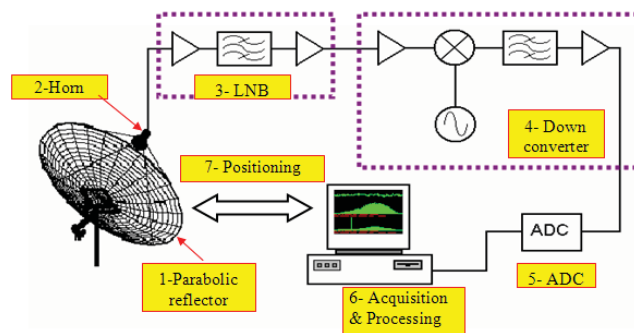 2-Horn
3- LNB
4- Down
converter
7- Positioning
ADC
1-Parabolic
reflector
6- Acquisition
& Processing
5- ADC